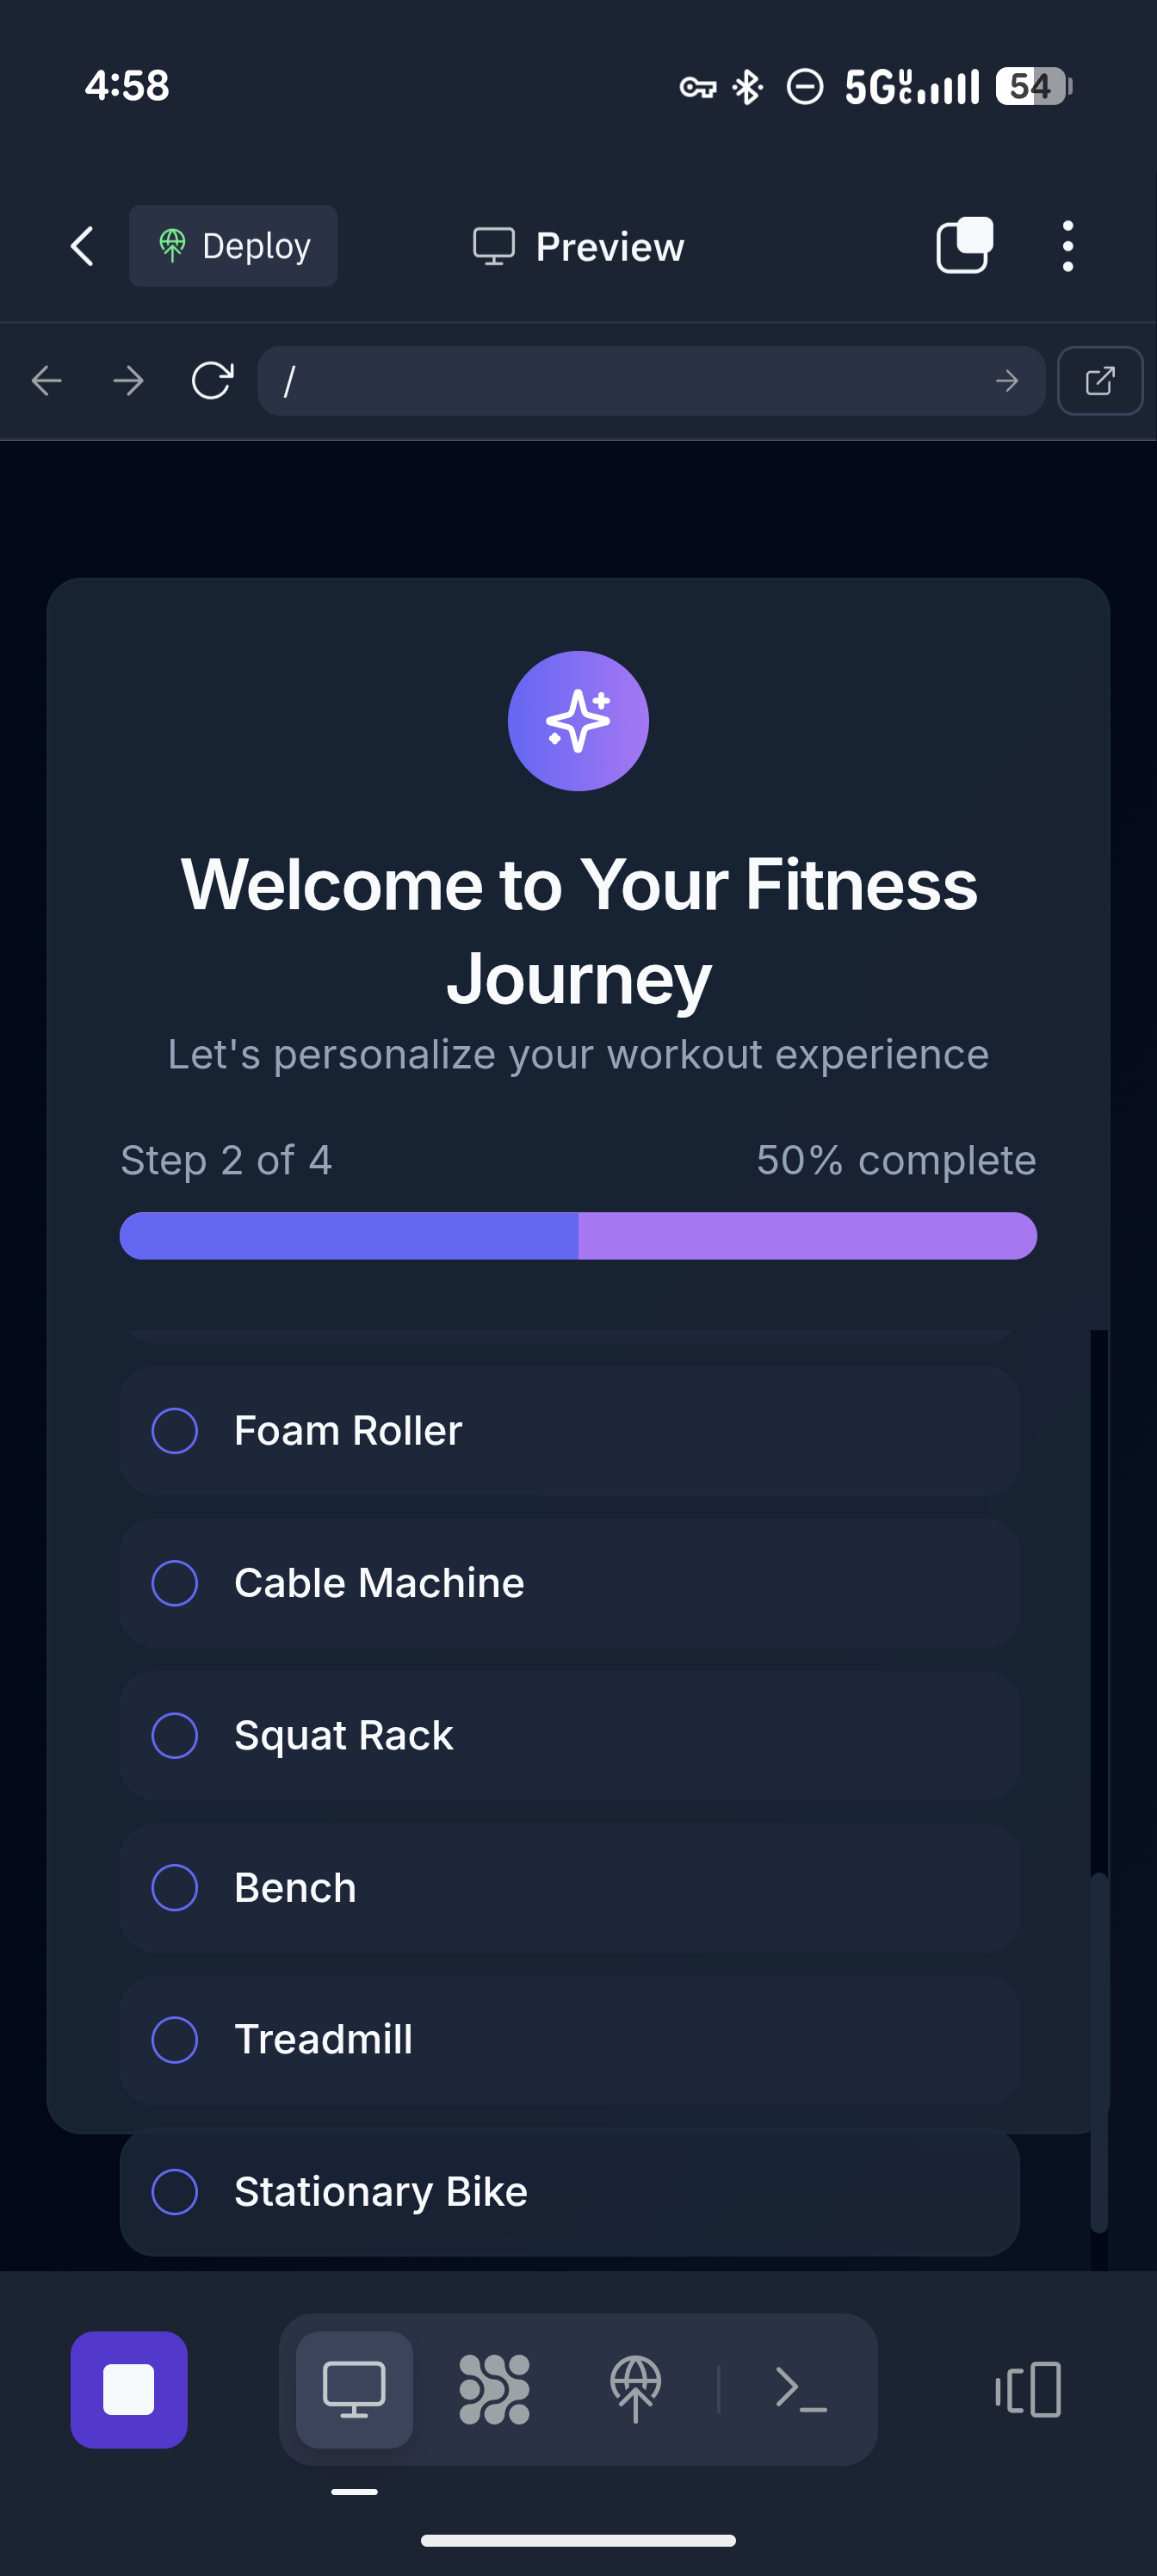 4:58
5G UC 54
Deploy
Preview
/
Welcome to Your Fitness
Journey
Let's personalize your workout experience
Step 2 of 4 50% complete
Foam Roller
Cable Machine
Squat Rack
Bench
Treadmill
Stationary Bike